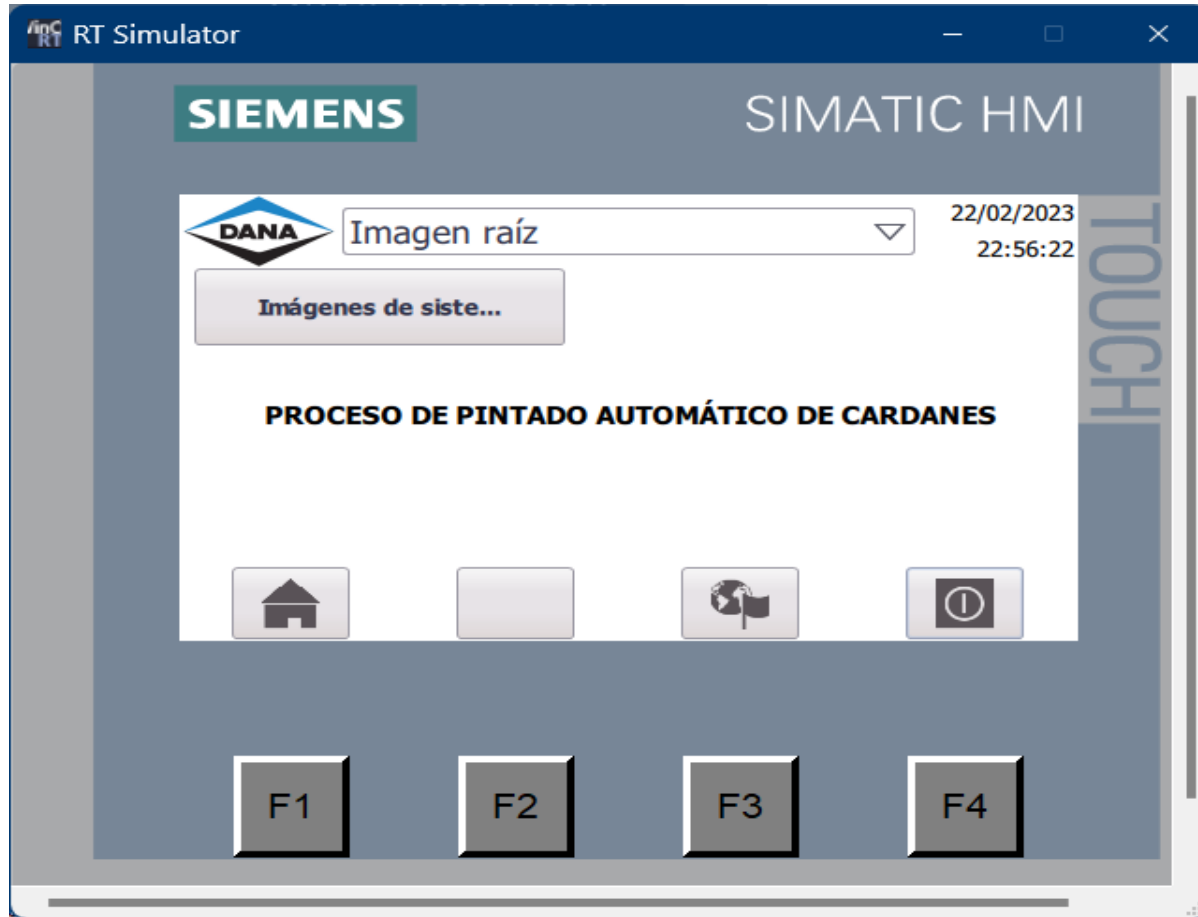 RT Simulator
SIEMENS
SIMATIC HMI
TOUCH
DANA
Imagen raíz
22/02/2023
22:56:22
Imágenes de siste...
PROCESO DE PINTADO AUTOMÁTICO DE CARDANES
F1
F2
F3
F4